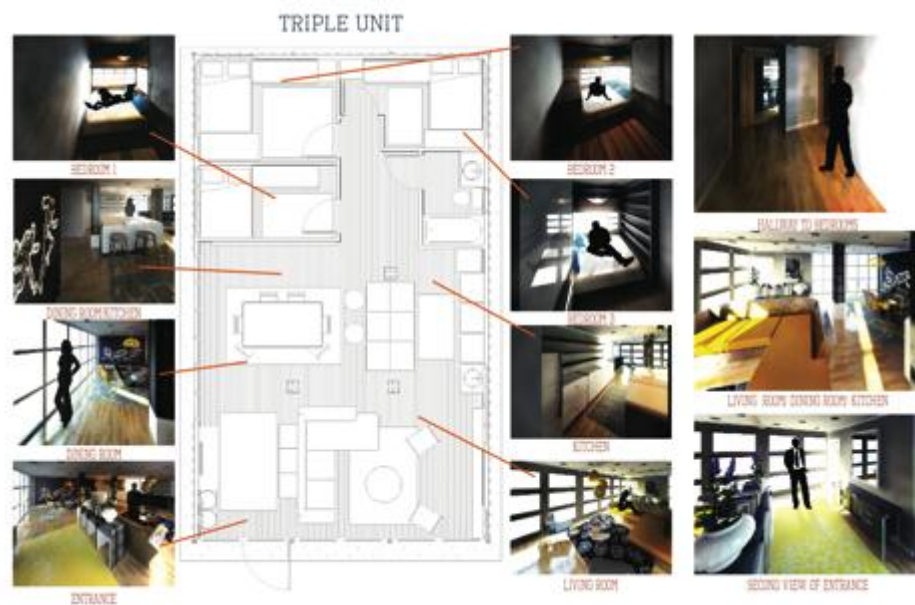 TRIPLE UNIT
BEDROOM 1
BEDROOM 2
HALLWAY TO BEDROOMS
DINING ROOM/KITCHEN
BEDROOM 3
DINING ROOM
KITCHEN
LIVING ROOM/DINING ROOM/KITCHEN
ENTRANCE
LIVING ROOM
SECOND VIEW OF ENTRANCE